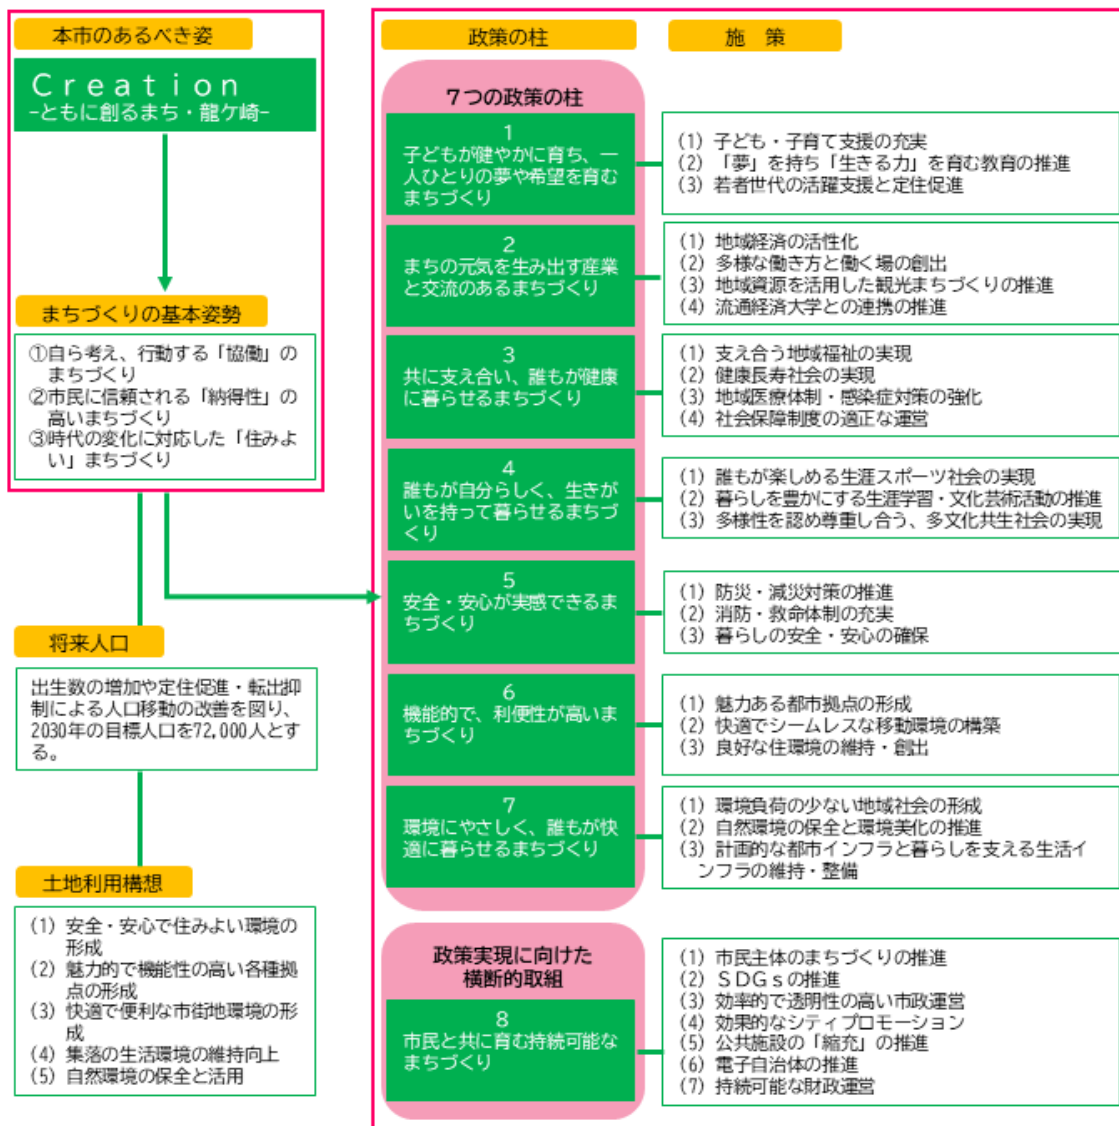 本市のあるべき姿
Creation
-ともに創るまち・龍ケ崎-
まちづくりの基本姿勢
①自ら考え、行動する「協働」の
まちづくり
②市民に信頼される「納得性」の
高いまちづくり
③時代の変化に対応した「住みよ
い」まちづくり
将来人口
出生数の増加や定住促進・転出抑
制による人口移動の改善を図り、
2030年の目標人口を72,000人とす
る。
土地利用構想
(1) 安全・安心で住みよい環境の
形成
(2) 魅力的で機能性の高い各種拠
点の形成
(3) 快適で便利な市街地環境の形
成
(4) 集落の生活環境の維持向上
(5) 自然環境の保全と活用
政策の柱
施　策
7つの政策の柱
1
子どもが健やかに育ち、一
人ひとりの夢や希望を育む
まちづくり
(1) 子ども・子育て支援の充実
(2) 「夢」を持ち「生きる力」を育む教育の推進
(3) 若者世代の活躍支援と定住促進
2
まちの元気を生み出す産業
と交流のあるまちづくり
(1) 地域経済の活性化
(2) 多様な働き方と働く場の創出
(3) 地域資源を活用した観光まちづくりの推進
(4) 流通経済大学との連携の推進
3
共に支え合い、誰もが健康
に暮らせるまちづくり
(1) 支え合う地域福祉の実現
(2) 健康長寿社会の実現
(3) 地域医療体制・感染症対策の強化
(4) 社会保障制度の適正な運営
4
誰もが自分らしく、生きが
いを持って暮らせるまちづ
くり
(1) 誰もが楽しめる生涯スポーツ社会の実現
(2) 暮らしを豊かにする生涯学習・文化芸術活動の推進
(3) 多様性を認め尊重し合う、多文化共生社会の実現
5
安全・安心が実感できるま
ちづくり
(1) 防災・減災対策の推進
(2) 消防・救命体制の充実
(3) 暮らしの安全・安心の確保
6
機能的で、利便性が高いま
ちづくり
(1) 魅力ある都市拠点の形成
(2) 快適でシームレスな移動環境の構築
(3) 良好な住環境の維持・創出
7
環境にやさしく、誰もが快
適に暮らせるまちづくり
(1) 環境負荷の少ない地域社会の形成
(2) 自然環境の保全と環境美化の推進
(3) 計画的な都市インフラと暮らしを支える生活イ
ンフラの維持・整備
政策実現に向けた
横断的取組
8
市民と共に育む持続可能な
まちづくり
(1) 市民主体のまちづくりの推進
(2) SDGsの推進
(3) 効率的で透明性の高い市政運営
(4) 効果的なシティプロモーション
(5) 公共施設の「縮充」の推進
(6) 電子自治体の推進
(7) 持続可能な財政運営